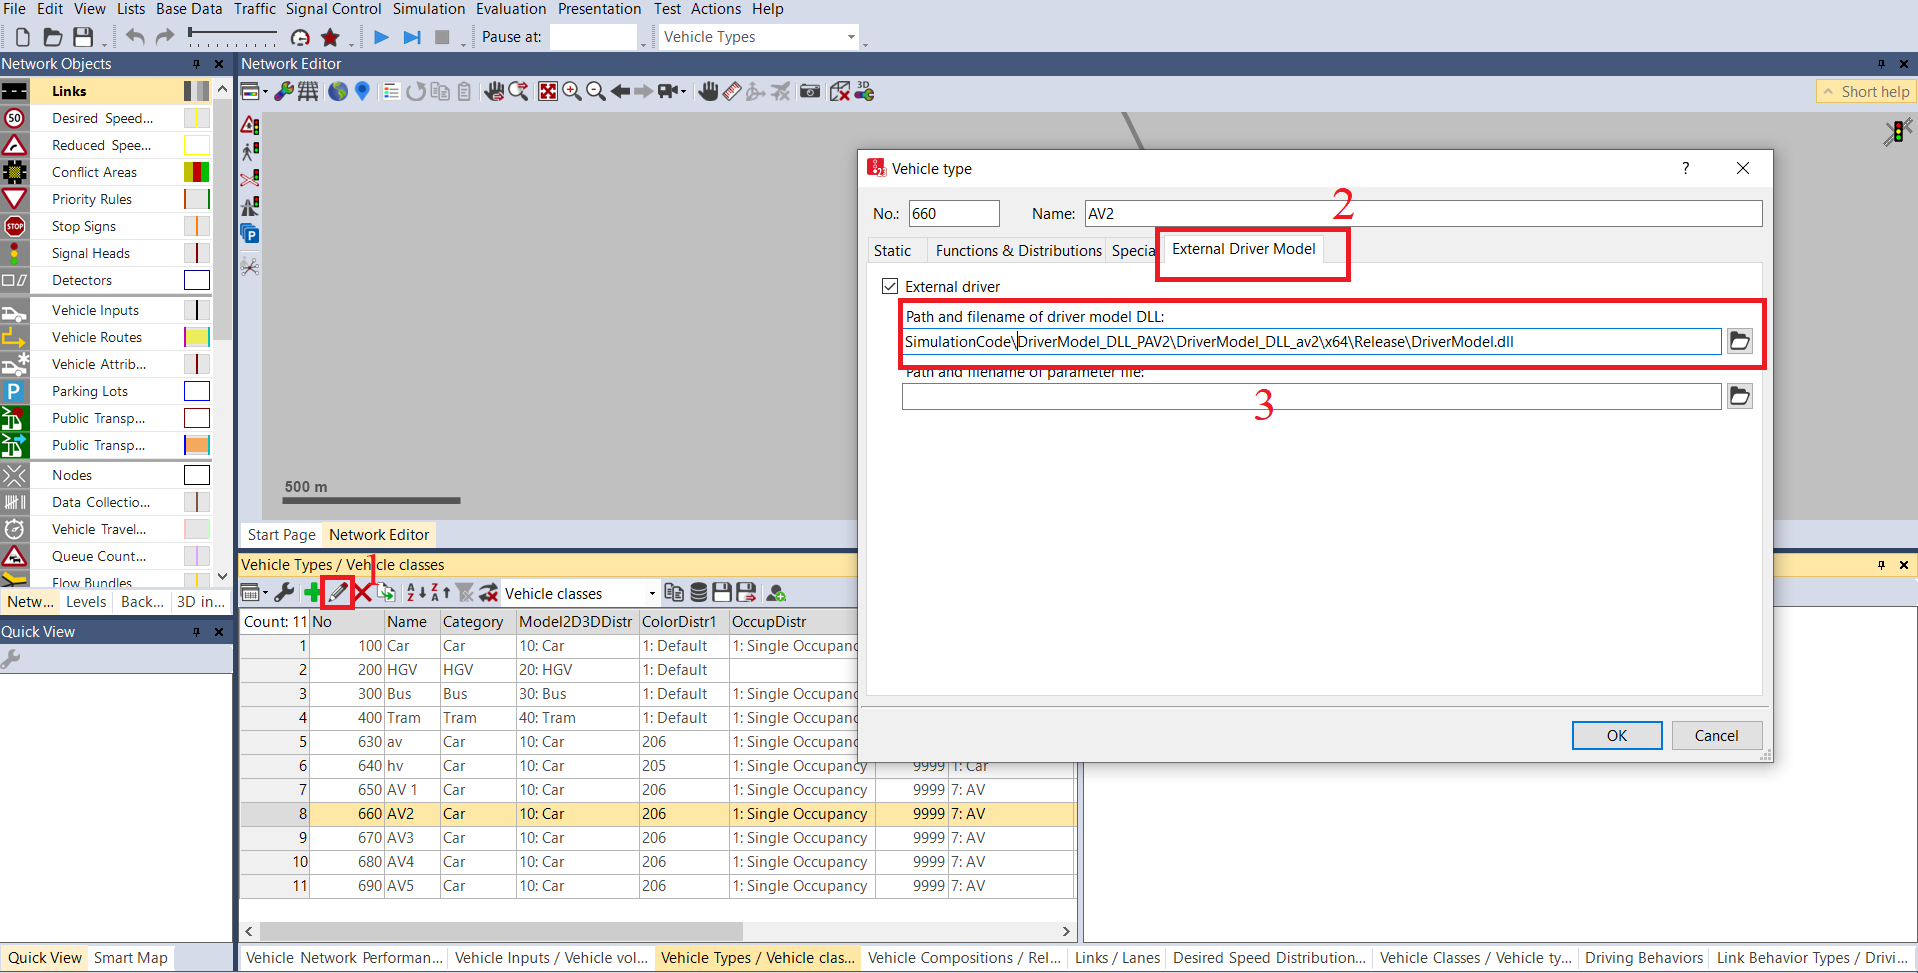 File Edit View Lists Base Data Traffic Signal Control Simulation Evaluation Presentation Test Actions Help
Pause at: Vehicle Types
Network Objects
Network Editor
Short help
3D
Links
50 Desired Speed...
Reduced Spee...
Conflict Areas
Priority Rules
STOP Stop Signs
Signal Heads
Detectors
Vehicle Inputs
Vehicle Routes
Vehicle Attrib...
P Parking Lots
Public Transp...
Public Transp...
Nodes
Data Collectio...
Vehicle Travel...
Queue Count...
Flow Bundles
Netw... Levels Back... 3D in...
Quick View
Quick View Smart Map
P
500 m
Start Page Network Editor
Vehicle type ?
2
No.: 660 Name: AV2
Static Functions & Distributions Specia External Driver Model
External driver
Path and filename of driver model DLL:
SimulationCode\DriverModel_DLL_PAV2\DriverModel_DLL_av2\x64\Release\DriverModel.dll
Path and filename of parameter file:
3
OK Cancel
1
Vehicle Types / Vehicle classes
Vehicle classes
Count: 11 No Name Category Model2D3DDistr ColorDistr1 OccupDistr
1 100 Car Car 10: Car 1: Default 1: Single Occupanc
2 200 HGV HGV 20: HGV 1: Default
3 300 Bus Bus 30: Bus 1: Default 1: Single Occupanc
4 400 Tram Tram 40: Tram 1: Default 1: Single Occupanc
5 630 av Car 10: Car 206 1: Single Occupanc
6 640 hv Car 10: Car 205 1: Single Occupancy 9999 1: Car
7 650 AV 1 Car 10: Car 206 1: Single Occupancy 9999 7: AV
8 660 AV2 Car 10: Car 206 1: Single Occupancy 9999 7: AV
9 670 AV3 Car 10: Car 206 1: Single Occupancy 9999 7: AV
10 680 AV4 Car 10: Car 206 1: Single Occupancy 9999 7: AV
11 690 AV5 Car 10: Car 206 1: Single Occupancy 9999 7: AV
Vehicle Network Performan... Vehicle Inputs / Vehicle vol... Vehicle Types / Vehicle clas... Vehicle Compositions / Rel... Links / Lanes Desired Speed Distribution... Vehicle Classes / Vehicle ty... Driving Behaviors Link Behavior Types / Drivi...